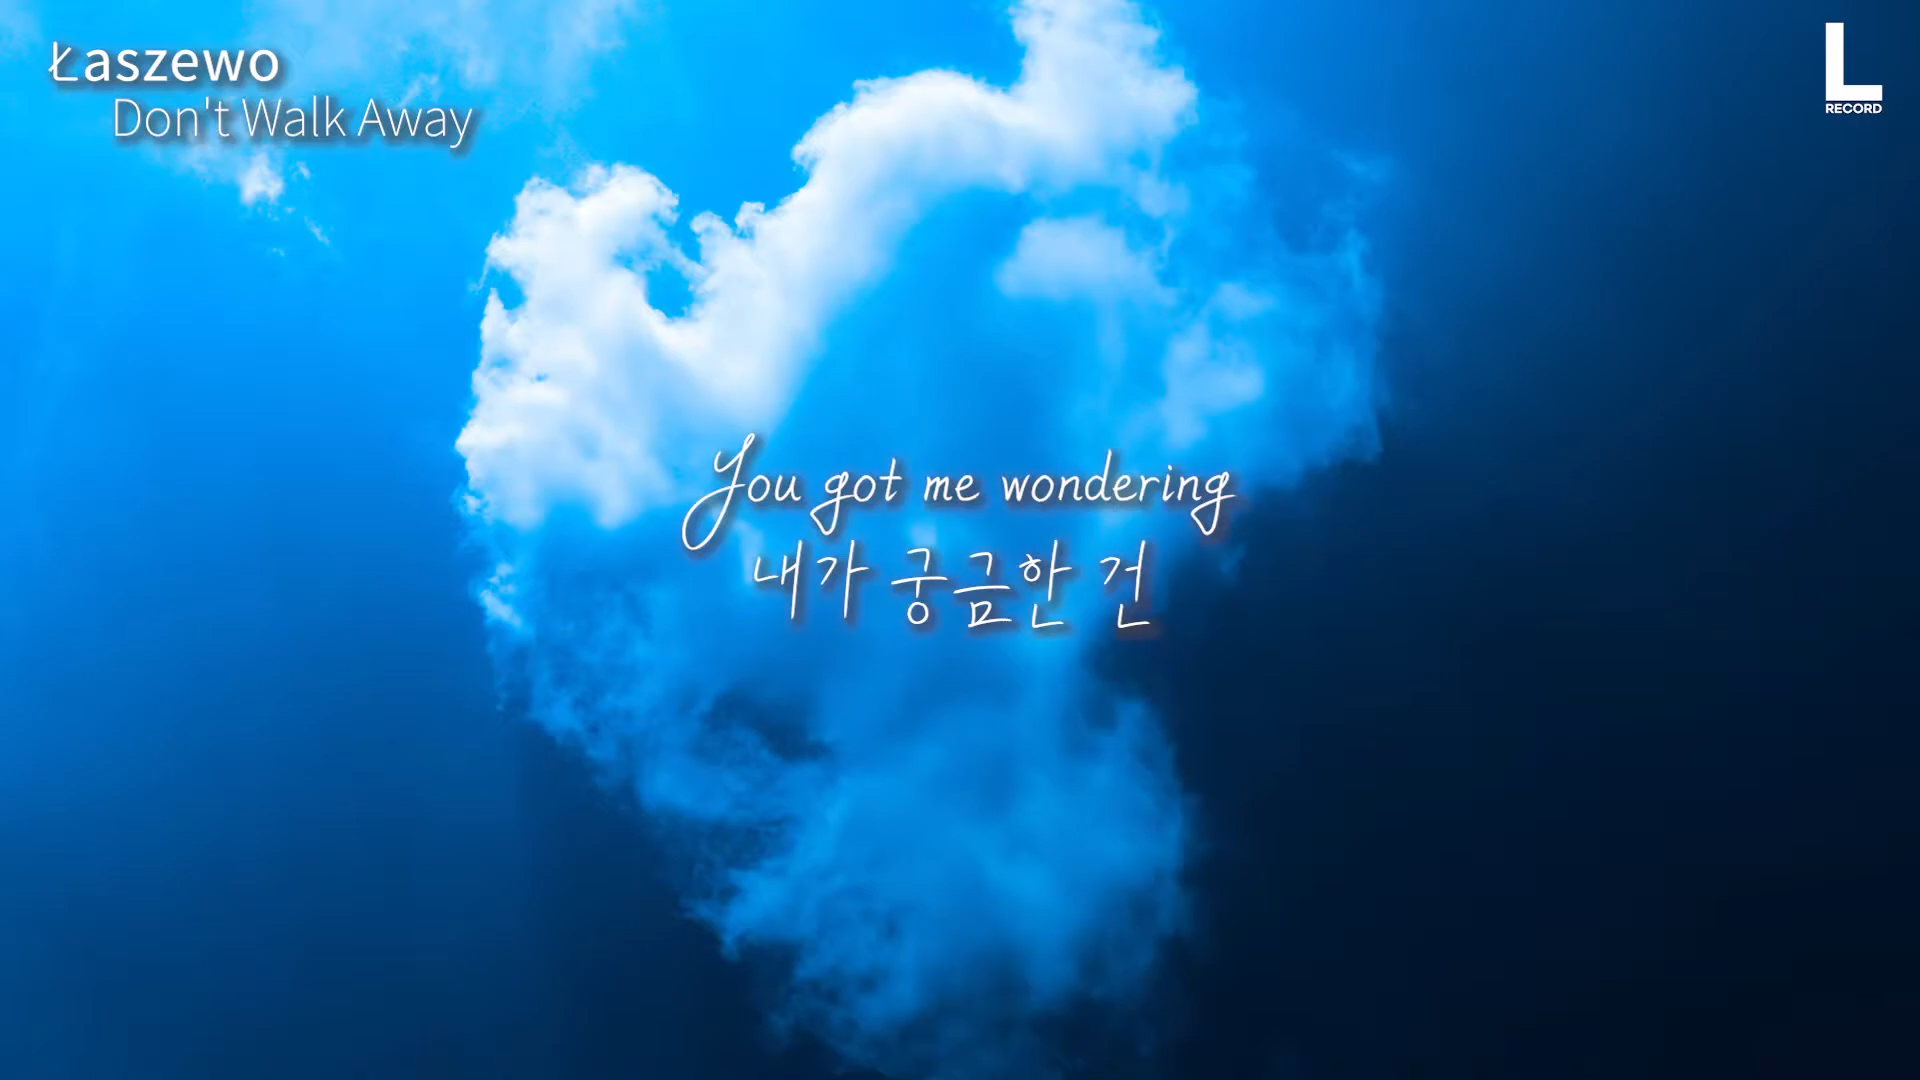 Łaszewo
Don't Walk Away
L
RECORD
You got me wondering
내가 궁금한 건